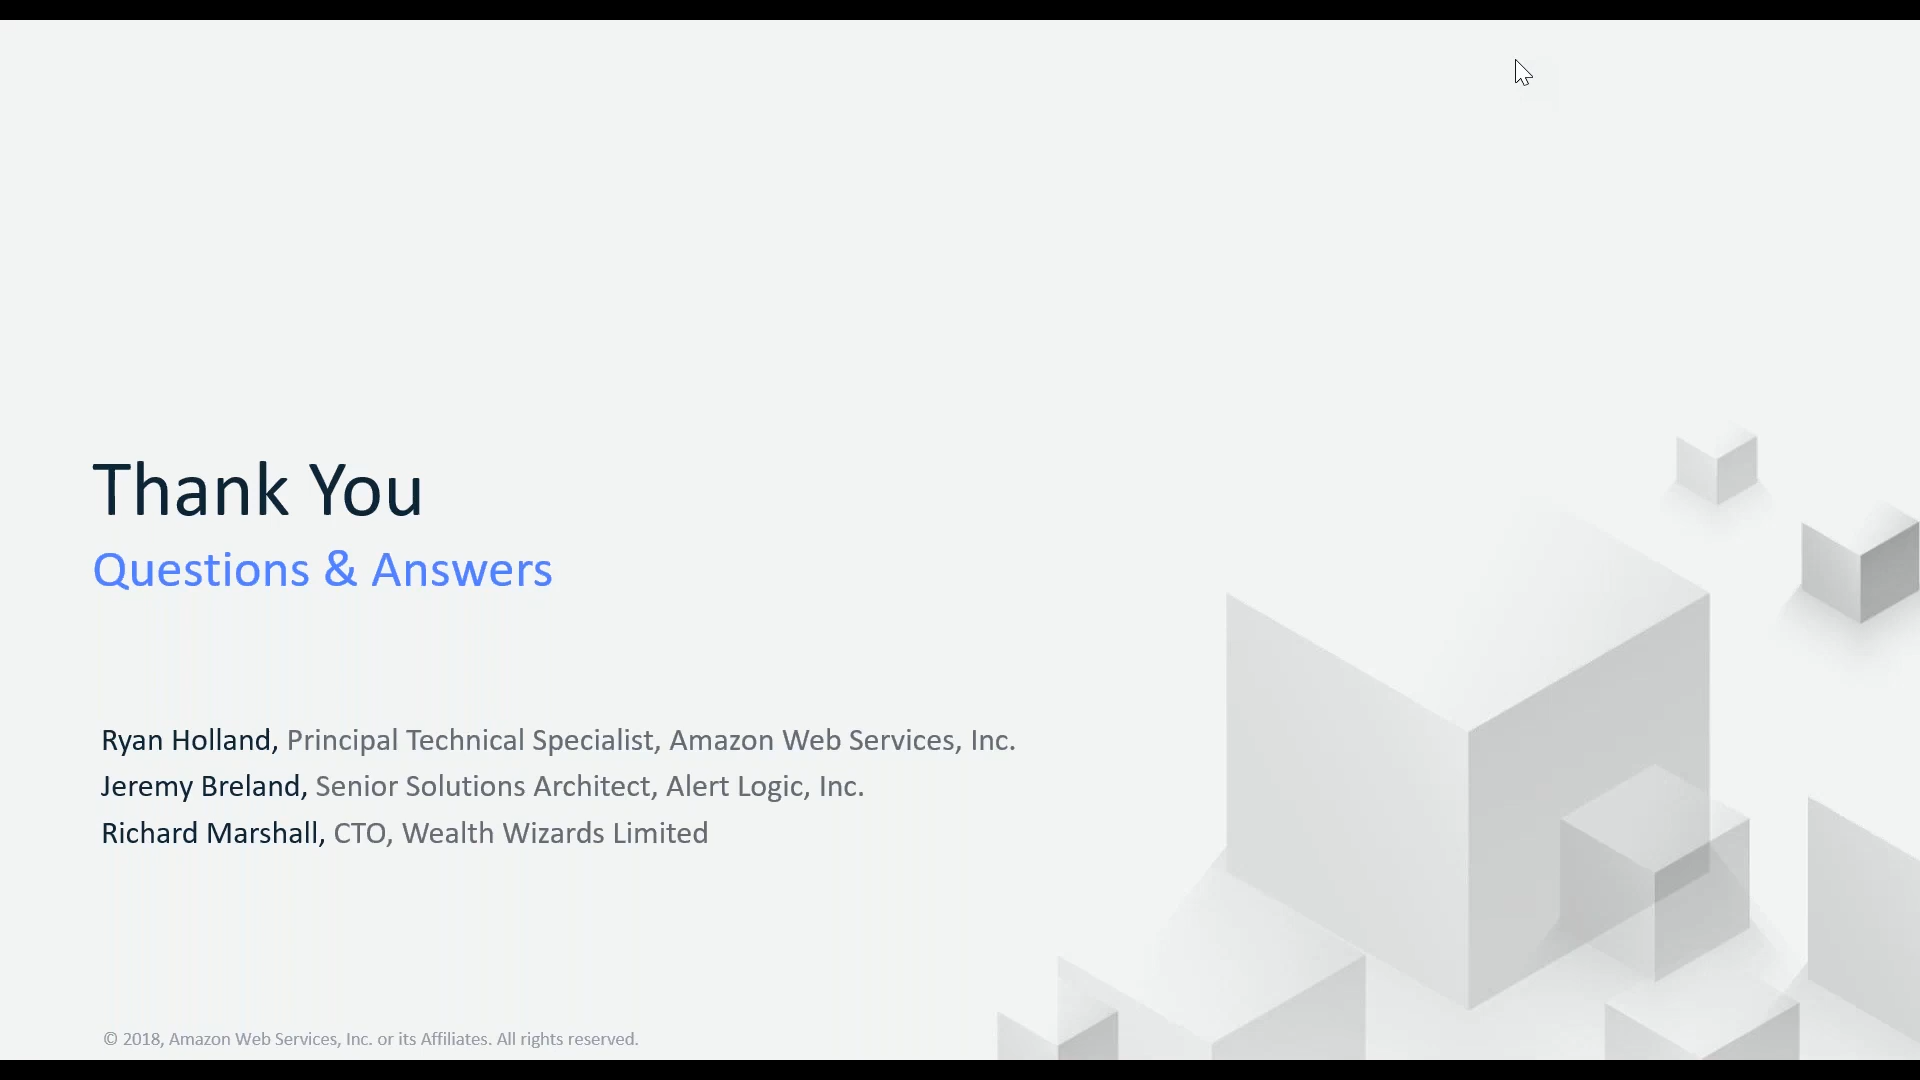 Thank You
Questions & Answers
Ryan Holland, Principal Technical Specialist, Amazon Web Services, Inc.
Jeremy Breland, Senior Solutions Architect, Alert Logic, Inc.
Richard Marshall, CTO, Wealth Wizards Limited
© 2018, Amazon Web Services, Inc. or its Affiliates. All rights reserved.